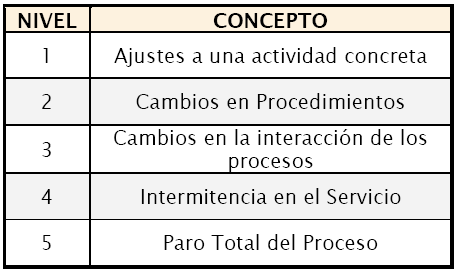 NIVEL CONCEPTO
1 Ajustes a una actividad concreta
2 Cambios en Procedimientos
3 Cambios en la interacción de los
procesos
4 Intermitencia en el Servicio
5 Paro Total del Proceso